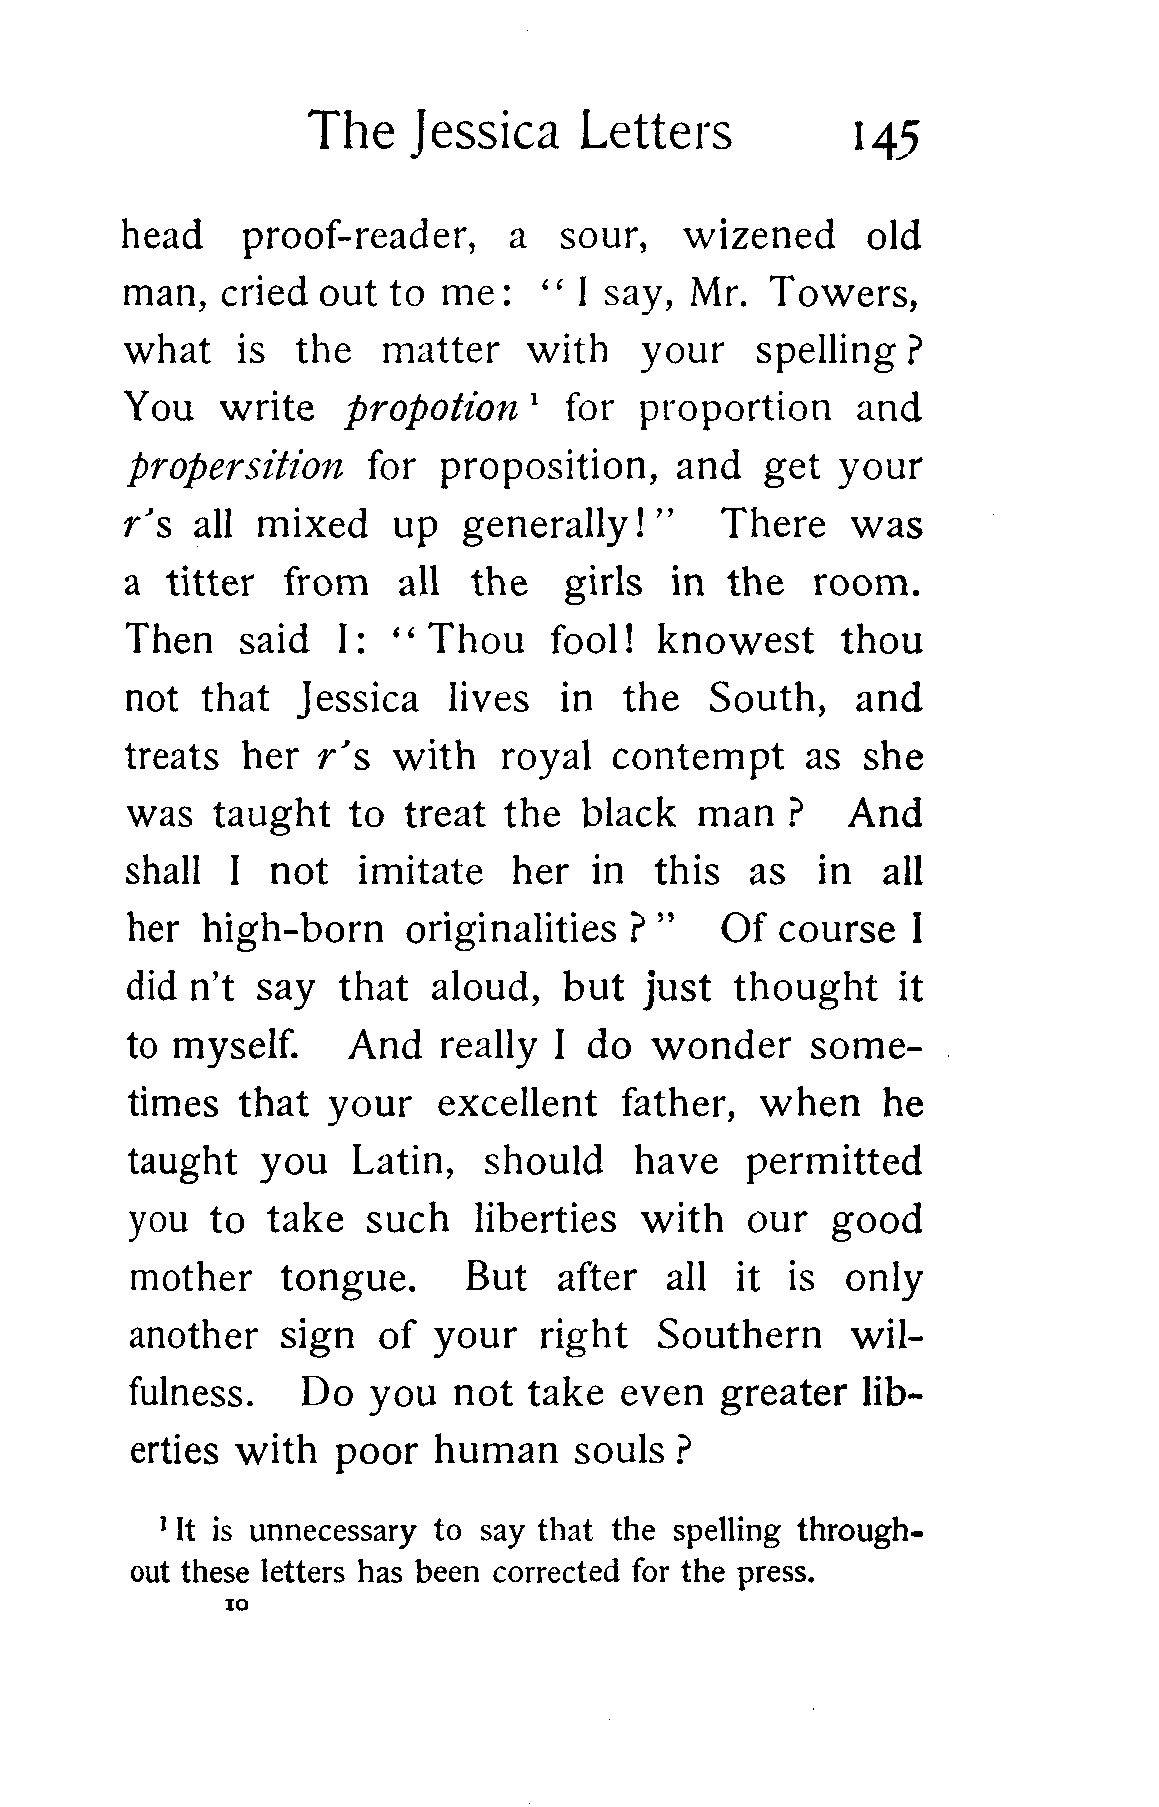 The Jessica Letters 145
head proof-reader, a sour, wizened old
man, cried out to me: “ I say, Mr. Towers,
what is the matter with your spelling ?
You write propotion ¹ for proportion and
propersition for proposition, and get your
r’s all mixed up generally! ” There was
a titter from all the girls in the room.
Then said I: “ Thou fool! knowest thou
not that Jessica lives in the South, and
treats her r’s with royal contempt as she
was taught to treat the black man ? And
shall I not imitate her in this as in all
her high-born originalities ? ” Of course I
did n’t say that aloud, but just thought it
to myself. And really I do wonder some-
times that your excellent father, when he
taught you Latin, should have permitted
you to take such liberties with our good
mother tongue. But after all it is only
another sign of your right Southern wil-
fulness. Do you not take even greater lib-
erties with poor human souls ?
¹ It is unnecessary to say that the spelling through-
out these letters has been corrected for the press.
10